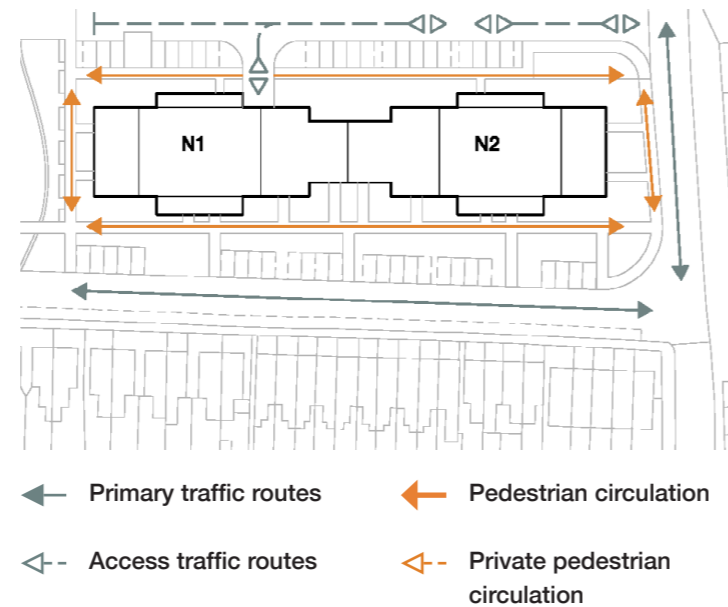 N1
N2
Primary traffic routes
Pedestrian circulation
Access traffic routes
Private pedestrian
circulation